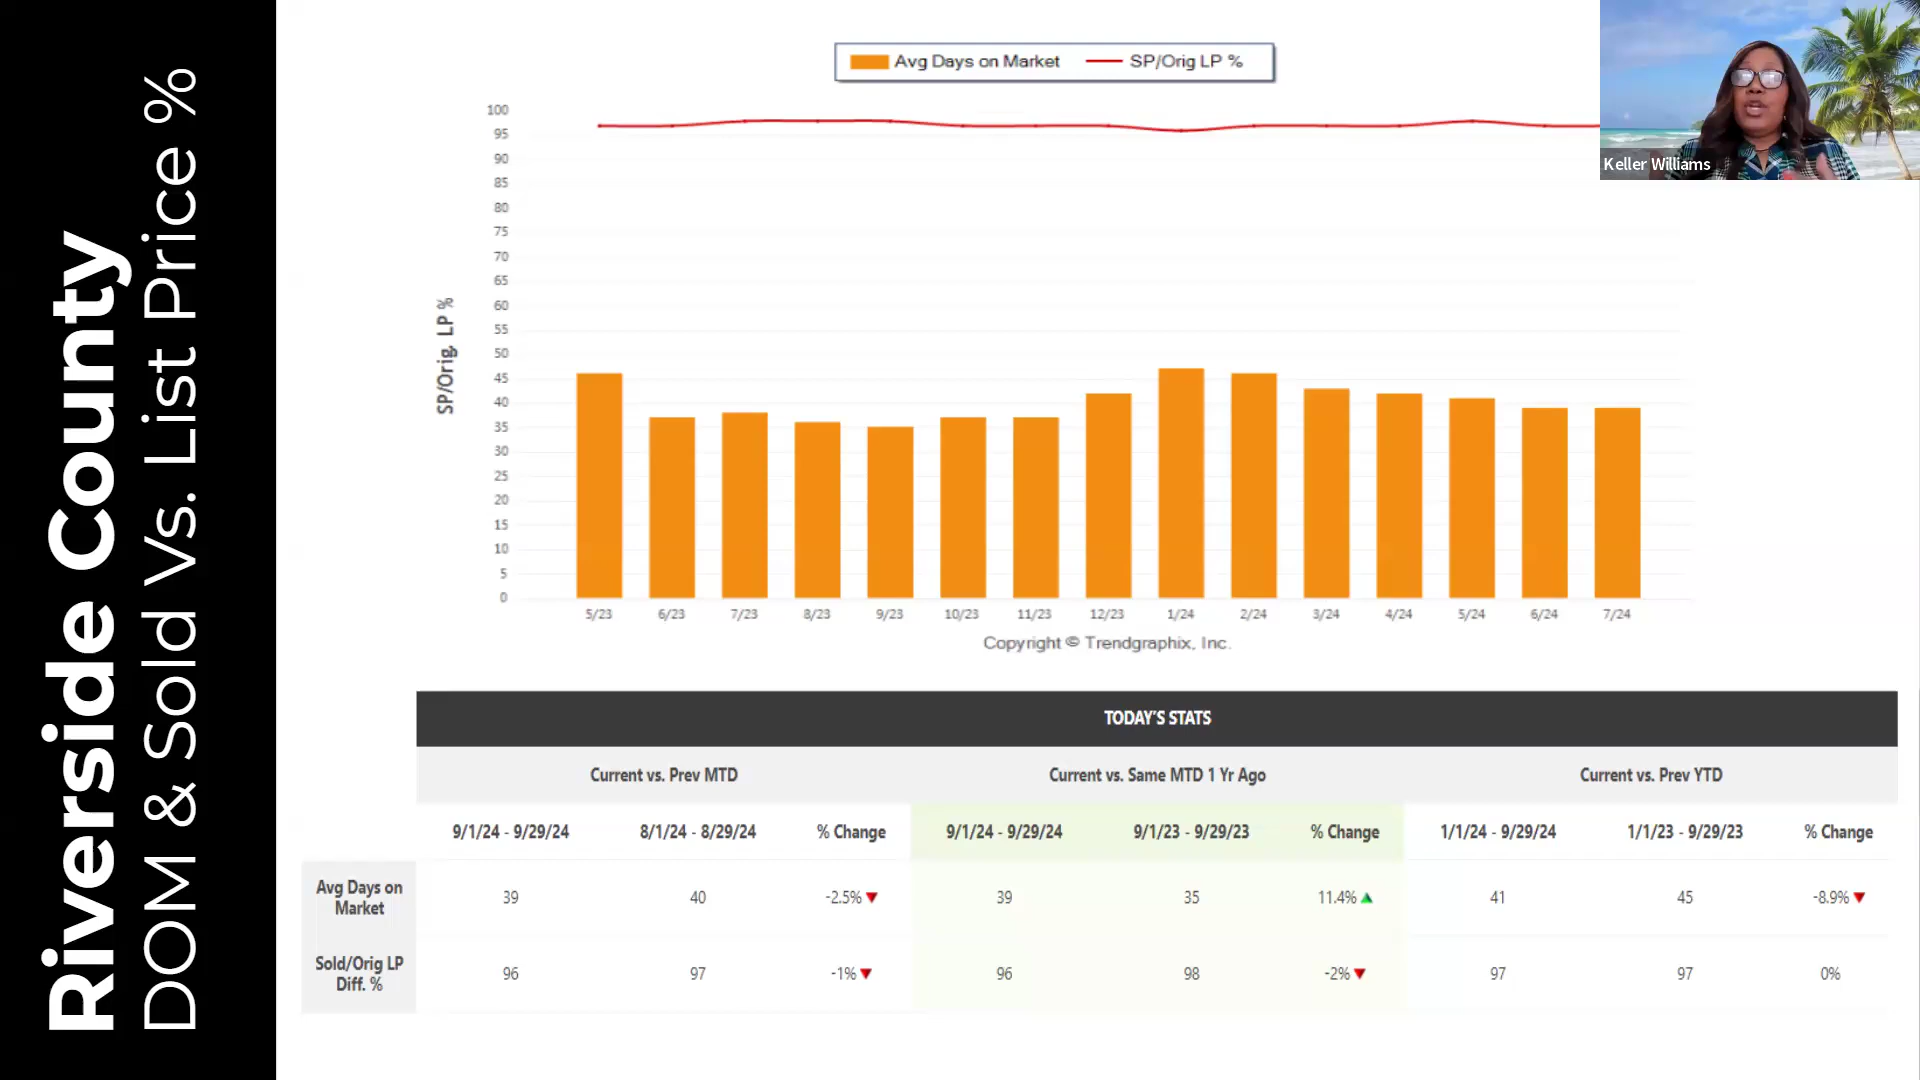 Riverside County
DOM & Sold Vs. List Price %
Avg Days on Market
SP/Orig LP %
Keller Williams
SP/Orig. LP %
100
95
90
85
80
75
70
65
60
55
50
45
40
35
30
25
20
15
10
5
0
5/23 6/23 7/23 8/23 9/23 10/23 11/23 12/23 1/24 2/24 3/24 4/24 5/24 6/24 7/24
Copyright © Trendgraphix, Inc.
TODAY'S STATS
Current vs. Prev MTD Current vs. Same MTD 1 Yr Ago Current vs. Prev YTD
9/1/24 - 9/29/24 8/1/24 - 8/29/24 % Change 9/1/24 - 9/29/24 9/1/23 - 9/29/23 % Change 1/1/24 - 9/29/24 1/1/23 - 9/29/23 % Change
Avg Days on
Market
39 40 -2.5% 39 35 11.4% 41 45 -8.9%
Sold/Orig LP
Diff. %
96 97 -1% 96 98 -2% 97 97 0%